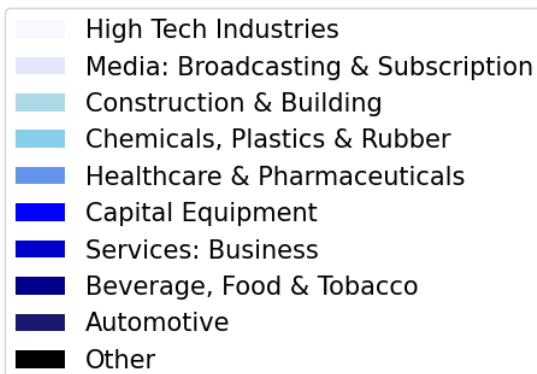 High Tech Industries
Media: Broadcasting & Subscription
Construction & Building
Chemicals, Plastics & Rubber
Healthcare & Pharmaceuticals
Capital Equipment
Services: Business
Beverage, Food & Tobacco
Automotive
Other